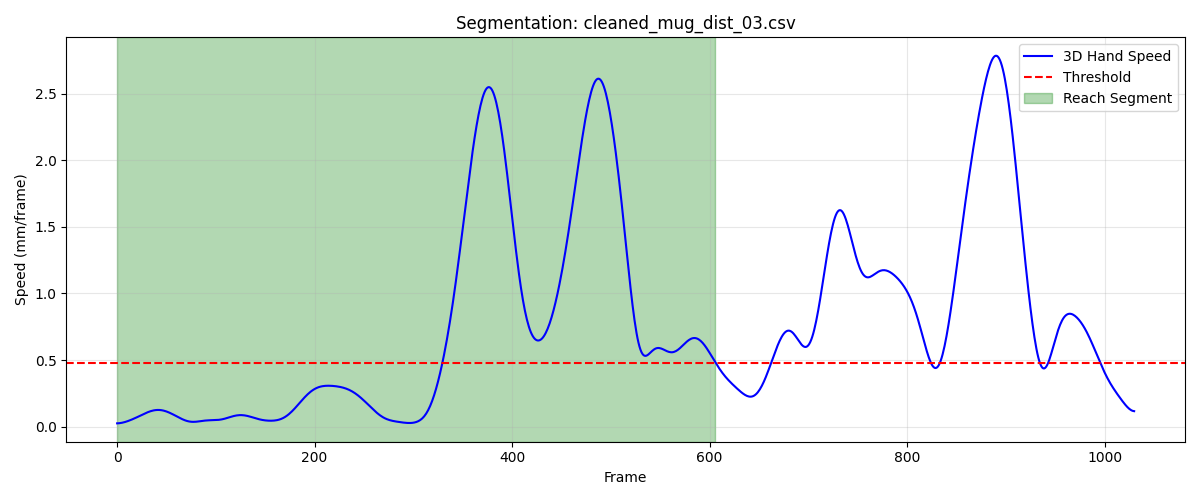 Segmentation: cleaned_mug_dist_03.csv
3D Hand Speed
Threshold
Reach Segment
Speed (mm/frame)
2.5
2.0
1.5
1.0
0.5
0.0
0 200 400 600 800 1000
Frame